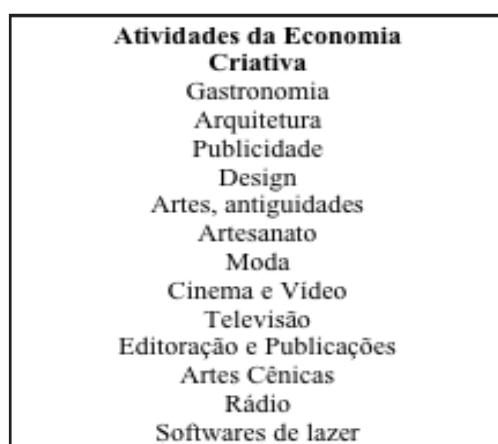 Atividades da Economia
Criativa
Gastronomia
Arquitetura
Publicidade
Design
Artes, antiguidades
Artesanato
Moda
Cinema e Vídeo
Televisão
Editoração e Publicações
Artes Cênicas
Rádio
Softwares de lazer